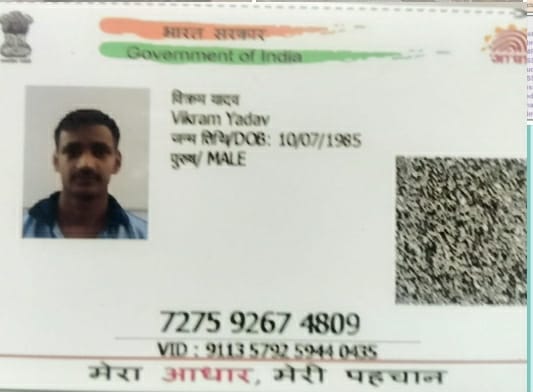 भारत सरकार
Government of India
आधार
विक्रम यादव
Vikram Yadav
जन्म तिथि/DOB: 10/07/1985
पुरुष/ MALE
7275 9267 4809
VID : 9113 5792 5944 0435
मेरा आधार, मेरी पहचान